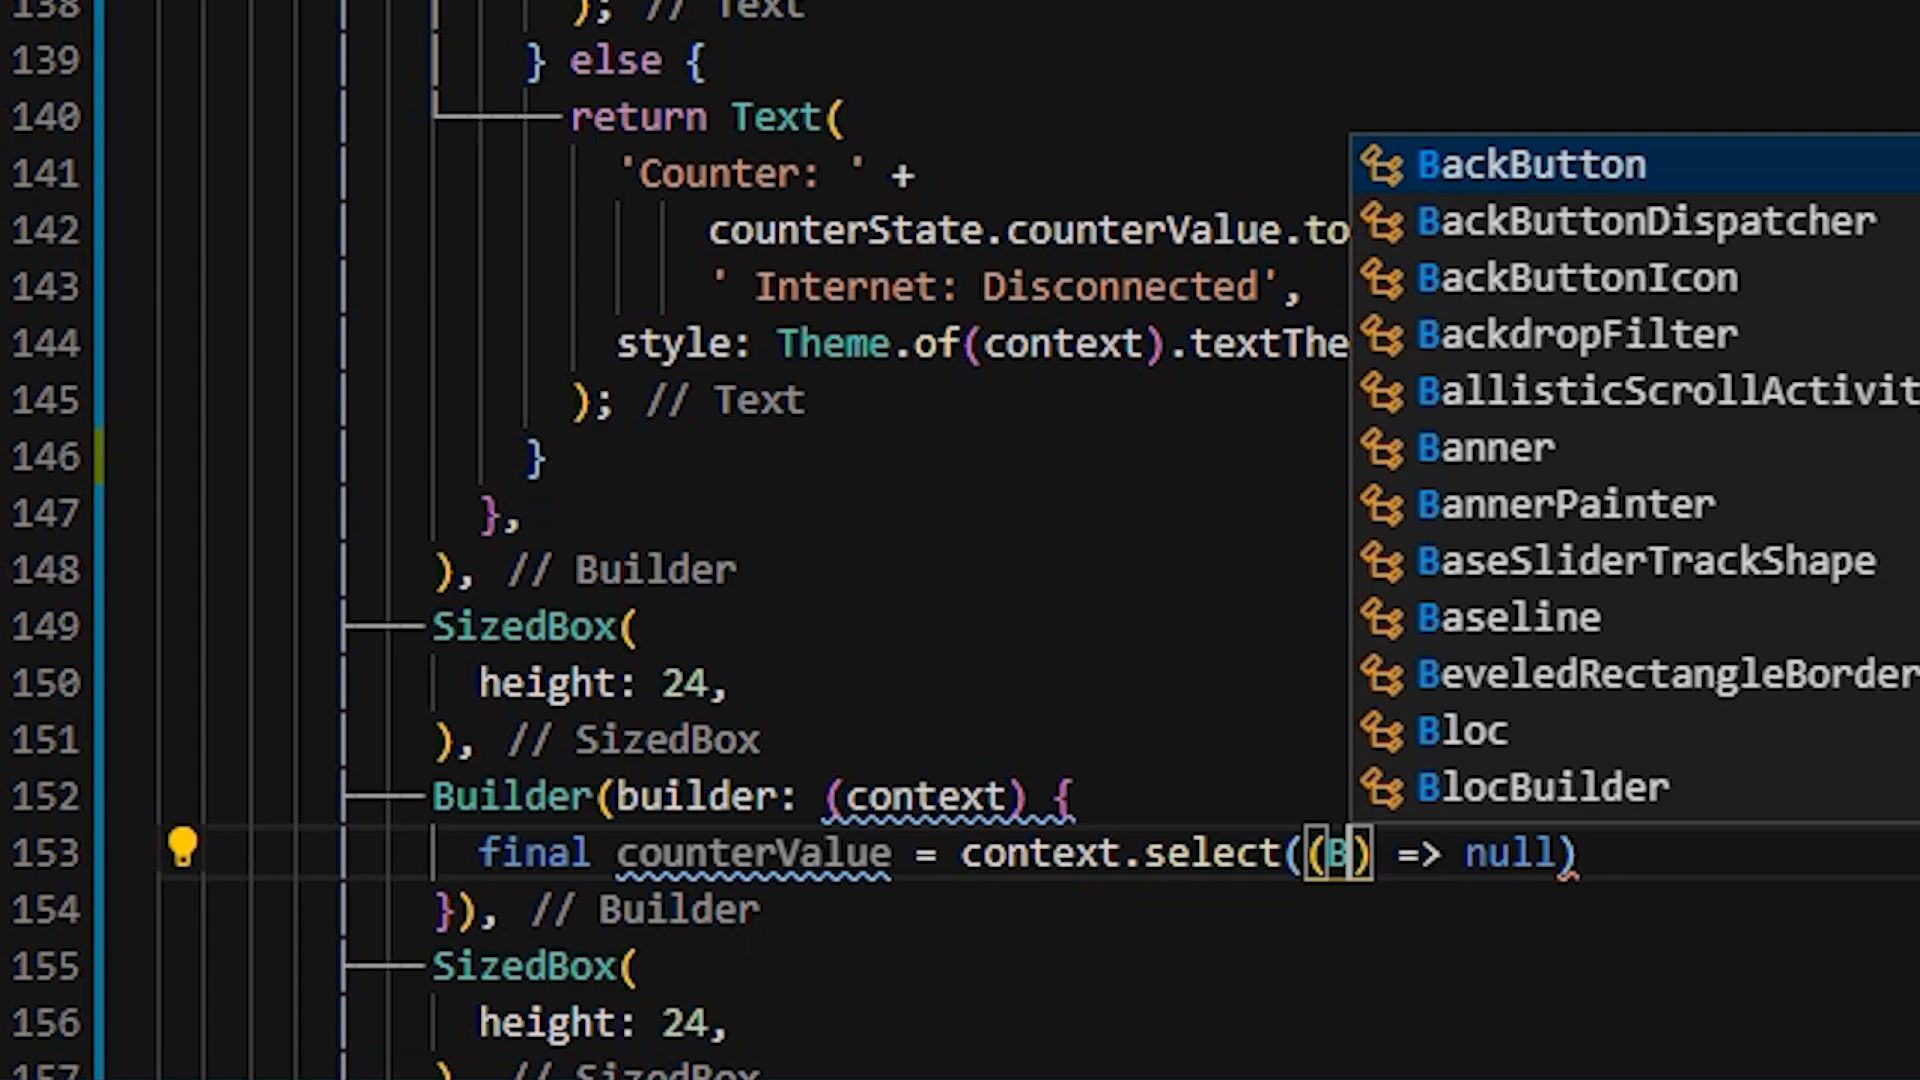 138 ); // Text
139 } else {
140 return Text(
141 'Counter: ' +
142 counterState.counterValue.to
143 ' Internet: Disconnected',
144 style: Theme.of(context).textThe
145 ); // Text
146 }
147 },
148 ), // Builder
149 SizedBox(
150 height: 24,
151 ), // SizedBox
152 Builder(builder: (context) {
153 final counterValue = context.select((B) => null)
154 }), // Builder
155 SizedBox(
156 height: 24,
157 ), // SizedBox
BackButton
BackButtonDispatcher
BackButtonIcon
BackdropFilter
BallisticScrollActivit
Banner
BannerPainter
BaseSliderTrackShape
Baseline
BeveledRectangleBorder
Bloc
BlocBuilder